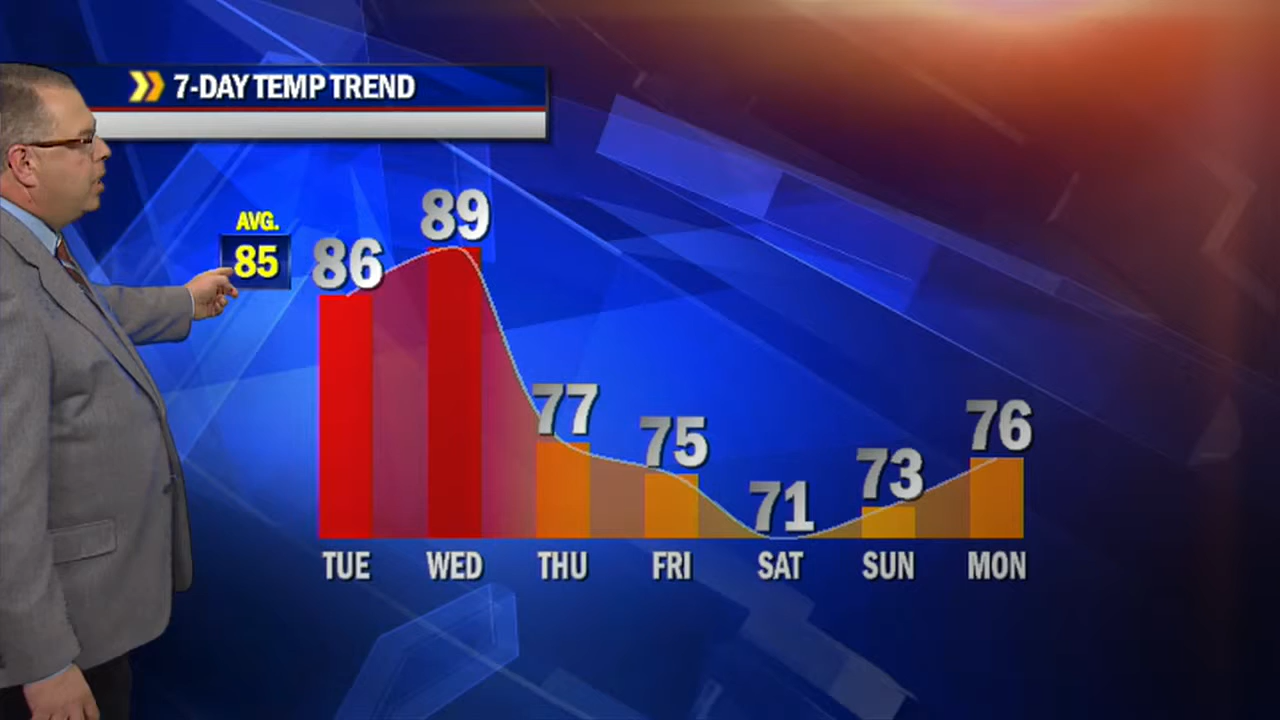 7-DAY TEMP TREND
AVG.
85
86
89
77
75
71
73
76
TUE WED THU FRI SAT SUN MON